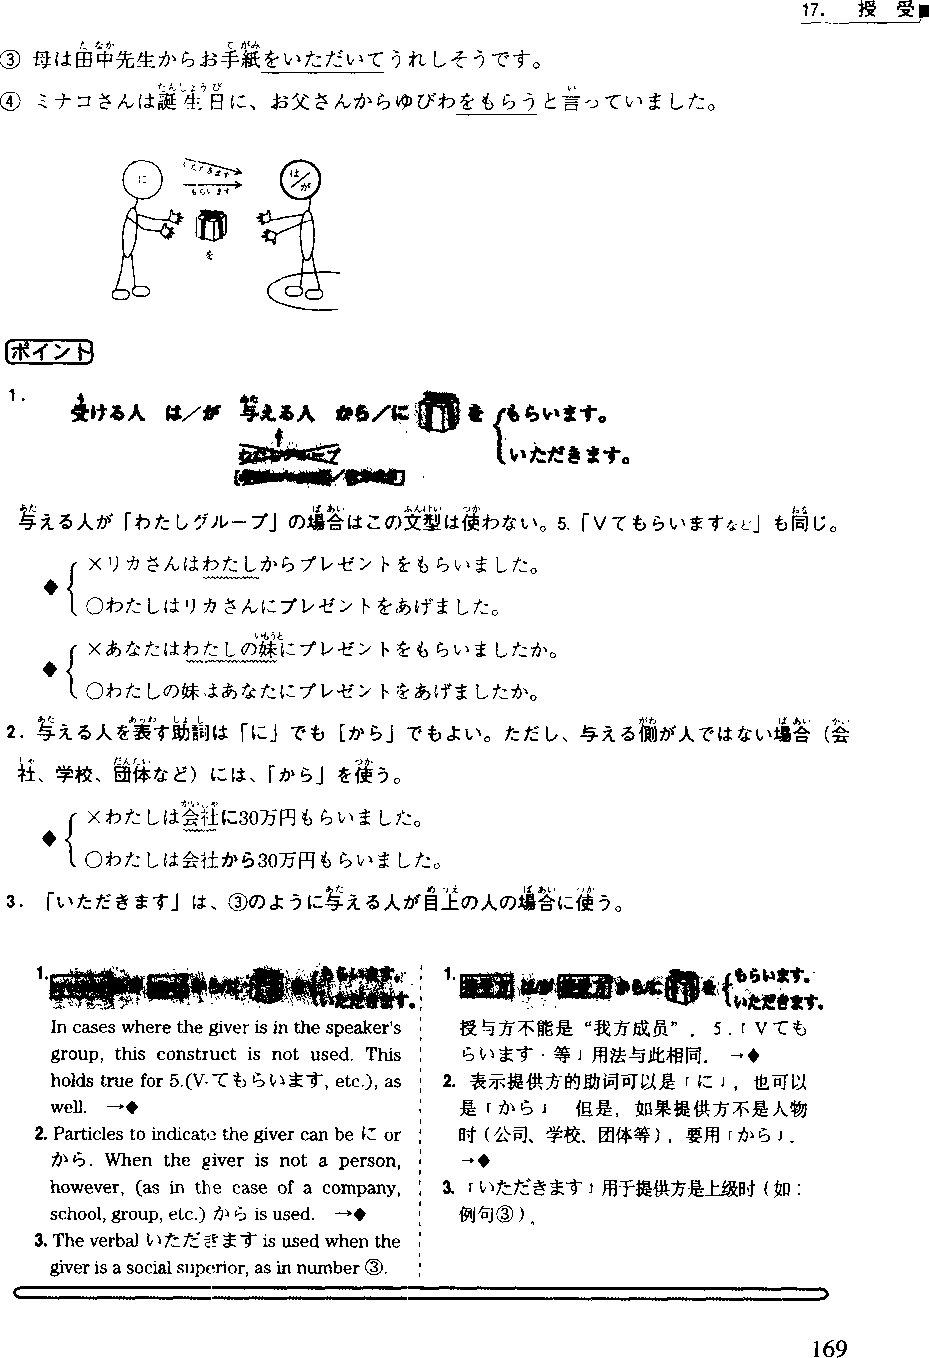 17. 授 受
③ 母は田中先生からお手紙をいただいてうれしそうです。
④ ミナコさんは誕生日に、お父さんからゆびわをもらうと言っていました。
に
いただきます
もらいます
は/が
を
ポイント
1. 受ける人 は/が 与える人 から/に を もらいます。
いただきます。
与える人が「わたしグループ」の場合はこの文型は使わない。5.「Vてもらいますなど」も同じ。
◆ ×リカさんはわたしからプレゼントをもらいました。
○わたしはリカさんにプレゼントをあげました。
◆ ×あなたはわたしの妹にプレゼントをもらいましたか。
○わたしの妹はあなたにプレゼントをあげましたか。
2. 与える人を表す助詞は「に」でも[から」でもよい。ただし、与える側が人ではない場合(会
社、学校、団体など)には、「から」を使う。
◆ ×わたしは会社に30万円もらいました。
○わたしは会社から30万円もらいました。
3. 「いただきます」は、③のように与える人が目上の人の場合に使う。
1. から/に を もらいます。
いただきます。
In cases where the giver is in the speaker's
group, this construct is not used. This
holds true for 5.(V-てもらいます, etc.), as
well. →◆
2. Particles to indicate the giver can be に or
から. When the giver is not a person,
however, (as in the case of a company,
school, group, etc.) から is used. →◆
3. The verbal いただきます is used when the
giver is a social superior, as in number ③.
1. 接受方 は/が 授与方 から/に を もらいます。
いただきます。
授与方不能是“我方成员”. 5.「Vても
らいます·等」用法与此相同. →◆
2. 表示提供方的助词可以是「に」, 也可以
是「から」 但是, 如果提供方不是人物
时(公司、学校、团体等), 要用「から」.
→◆
3. 「いただきます」用于提供方是上级时(如:
例句③)。
169